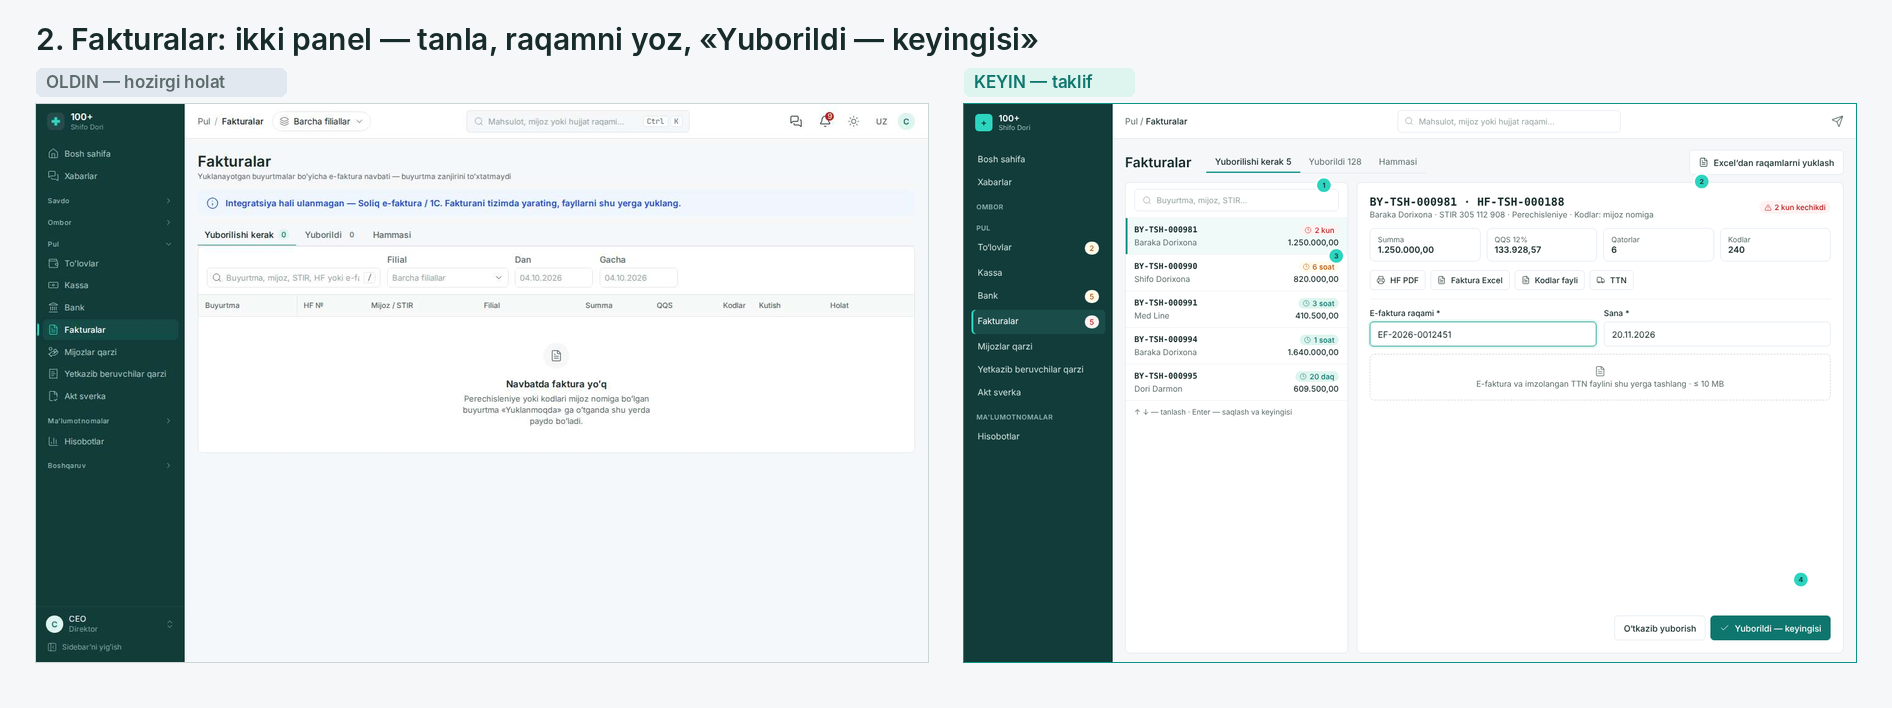 2. Fakturalar: ikki panel — tanla, raqamni yoz, «Yuborildi — keyingisi»
OLDIN — hozirgi holat
100+
Shifo Dori
Bosh sahifa
Xabarlar
Savdo
Ombor
Pul
To'lovlar
Kassa
Bank
Fakturalar
Mijozlar qarzi
Yetkazib beruvchilar qarzi
Akt sverka
Ma'lumotnomalar
Hisobotlar
Boshqaruv
C
CEO
Direktor
Sidebar'ni yig'ish
Pul / Fakturalar
Barcha filiallar
Mahsulot, mijoz yoki hujjat raqami...
Ctrl K
9
UZ
C
Fakturalar
Yuklanayotgan buyurtmalar bo'yicha e-faktura navbati — buyurtma zanjirini to'xtatmaydi
Integratsiya hali ulanmagan — Soliq e-faktura / 1C. Fakturani tizimda yarating, fayllarni shu yerga yuklang.
Yuborilishi kerak 0
Yuborildi 0
Hammasi
Filial
Dan
Gacha
Buyurtma, mijoz, STIR, HF yoki e-fa
/
Barcha filiallar
04.10.2026
04.10.2026
Buyurtma
HF №
Mijoz / STIR
Filial
Summa
QQS
Kodlar
Kutish
Holat
Navbatda faktura yo'q
Perechisleniye yoki kodlari mijoz nomiga bo'lgan
buyurtma «Yuklanmoqda» ga o'tganda shu yerda
paydo bo'ladi.
KEYIN — taklif
100+
Shifo Dori
Bosh sahifa
Xabarlar
OMBOR
PUL
To'lovlar 2
Kassa
Bank 5
Fakturalar 5
Mijozlar qarzi
Yetkazib beruvchilar qarzi
Akt sverka
MA'LUMOTNOMALAR
Hisobotlar
Pul / Fakturalar
Mahsulot, mijoz yoki hujjat raqami...
Fakturalar
Yuborilishi kerak 5
Yuborildi 128
Hammasi
Excel'dan raqamlarni yuklash
1
2
Buyurtma, mijoz, STIR...
BY-TSH-000981
2 kun
Baraka Dorixona
1.250.000,00
3
BY-TSH-000990
6 soat
Shifo Dorixona
820.000,00
BY-TSH-000991
3 soat
Med Line
410.500,00
BY-TSH-000994
1 soat
Baraka Dorixona
1.640.000,00
BY-TSH-000995
20 daq
Dori Darmon
609.500,00
↑ ↓ — tanlash · Enter — saqlash va keyingisi
BY-TSH-000981 · HF-TSH-000188
Baraka Dorixona · STIR 305 112 908 · Perechisleniye · Kodlar: mijoz nomiga
2 kun kechikdi
Summa
1.250.000,00
QQS 12%
133.928,57
Qatorlar
6
Kodlar
240
HF PDF
Faktura Excel
Kodlar fayli
TTN
E-faktura raqami *
Sana *
EF-2026-0012451
20.11.2026
E-faktura va imzolangan TTN faylini shu yerga tashlang · ≤ 10 MB
4
O'tkazib yuborish
Yuborildi — keyingisi